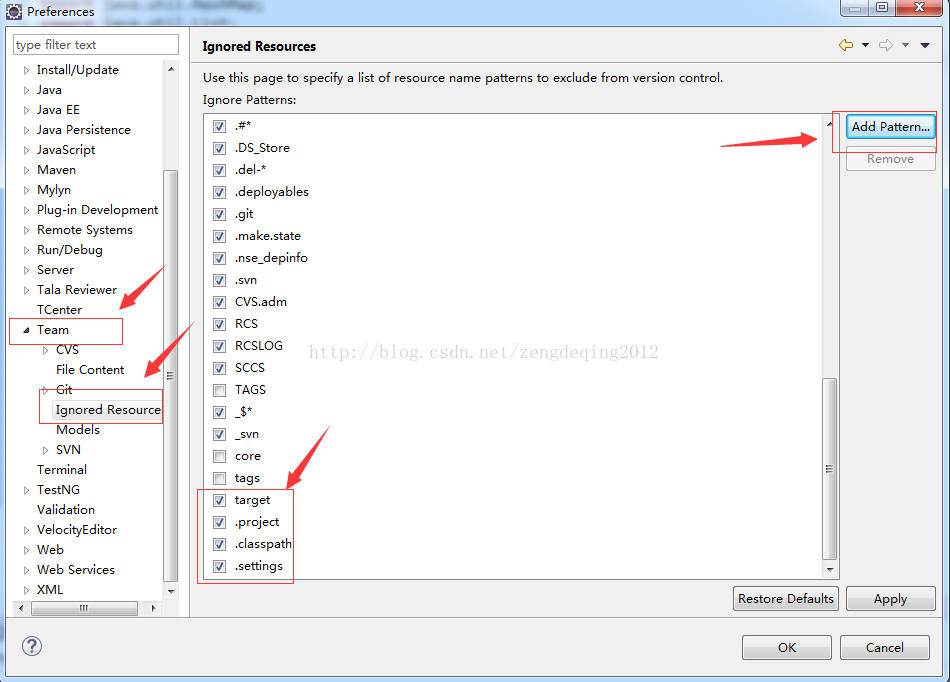 Preferences
type filter text
Install/Update
Java
Java EE
Java Persistence
JavaScript
Maven
Mylyn
Plug-in Development
Remote Systems
Run/Debug
Server
Tala Reviewer
TCenter
Team
CVS
File Content
Git
Ignored Resource
Models
SVN
Terminal
TestNG
Validation
VelocityEditor
Web
Web Services
XML
Ignored Resources
Use this page to specify a list of resource name patterns to exclude from version control.
Ignore Patterns:
.#*
.DS_Store
.del-*
.deployables
.git
.make.state
.nse_depinfo
.svn
CVS.adm
RCS
RCSLOG
SCCS
TAGS
_$*
_svn
core
tags
target
.project
.classpath
.settings
http://blog.csdn.net/zengdeqing2012
Add Pattern...
Remove
Restore Defaults
Apply
OK
Cancel